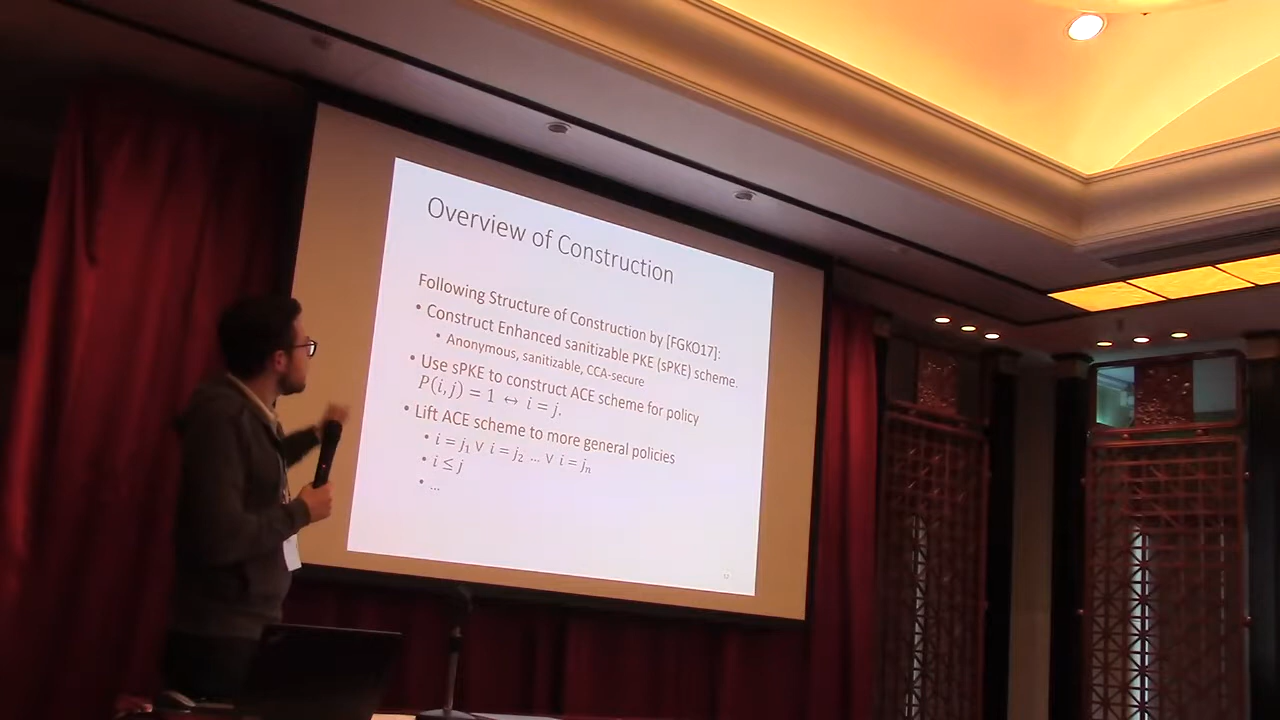 Overview of Construction
Following Structure of Construction by [FGKO17]:
• Construct Enhanced sanitizable PKE (sPKE) scheme.
• Anonymous, sanitizable, CCA-secure
• Use sPKE to construct ACE scheme for policy
P(i, j) = 1 ↔ i = j.
• Lift ACE scheme to more general policies
• i = j₁ ∨ i = j₂ ... ∨ i = jₙ
• i ≤ j
• ...